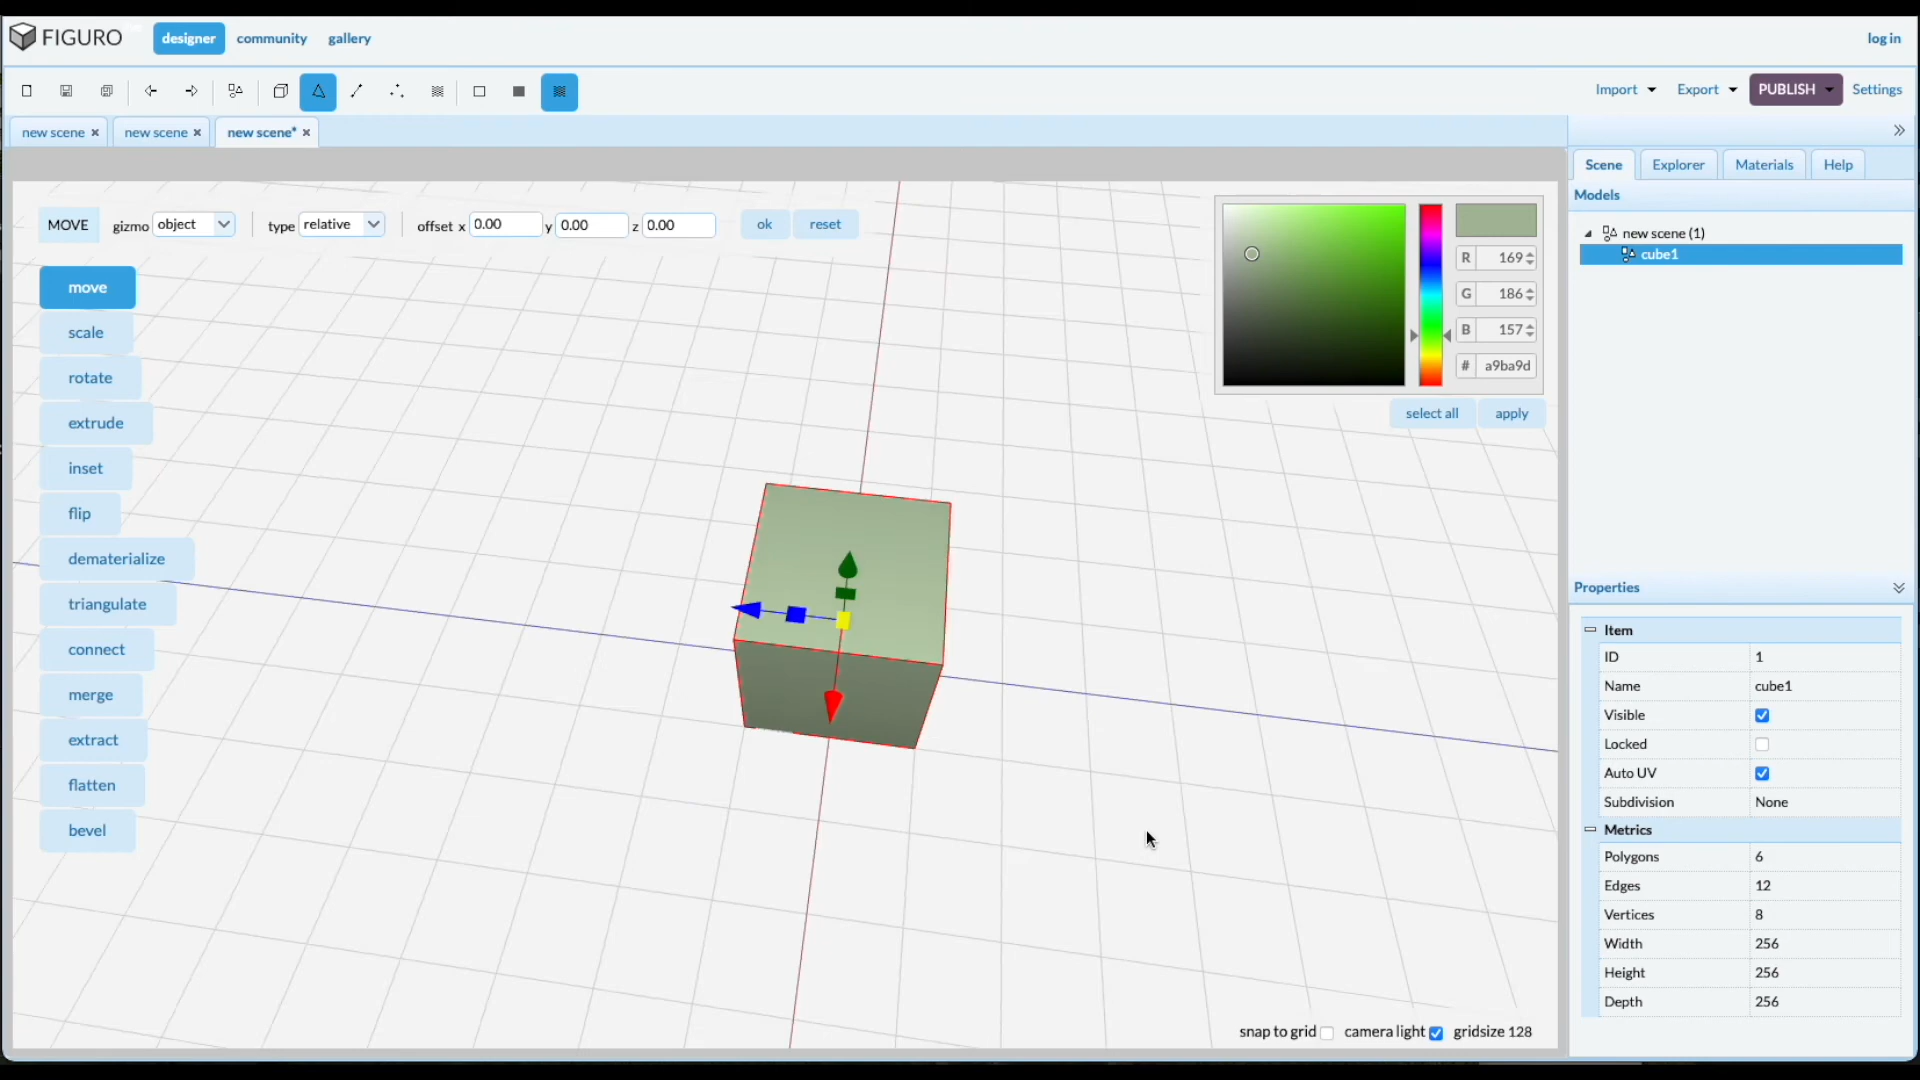 FIGURO designer community gallery log in
Import Export PUBLISH Settings
new scene × new scene × new scene* ×
Scene Explorer Materials Help
Models
new scene (1)
cube1
MOVE gizmo object type relative offset x 0.00 y 0.00 z 0.00 ok reset
R 169
G 186
B 157
# a9ba9d
select all apply
move
scale
rotate
extrude
inset
flip
dematerialize
triangulate
connect
merge
extract
flatten
bevel
Properties
Item
ID 1
Name cube1
Visible
Locked
Auto UV
Subdivision None
Metrics
Polygons 6
Edges 12
Vertices 8
Width 256
Height 256
Depth 256
snap to grid camera light gridsize 128